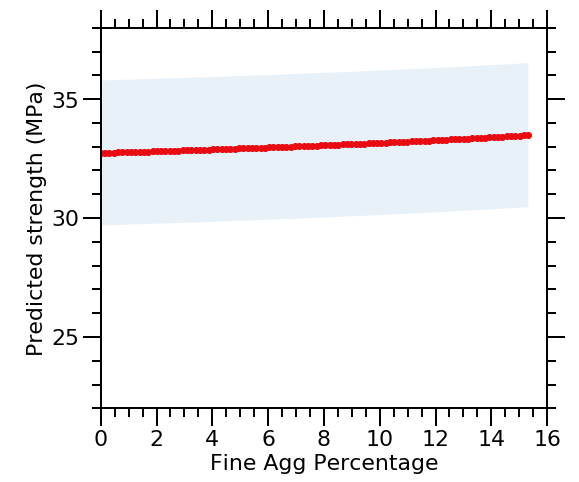 Predicted strength (MPa)
35
30
25
0 2 4 6 8 10 12 14 16
Fine Agg Percentage